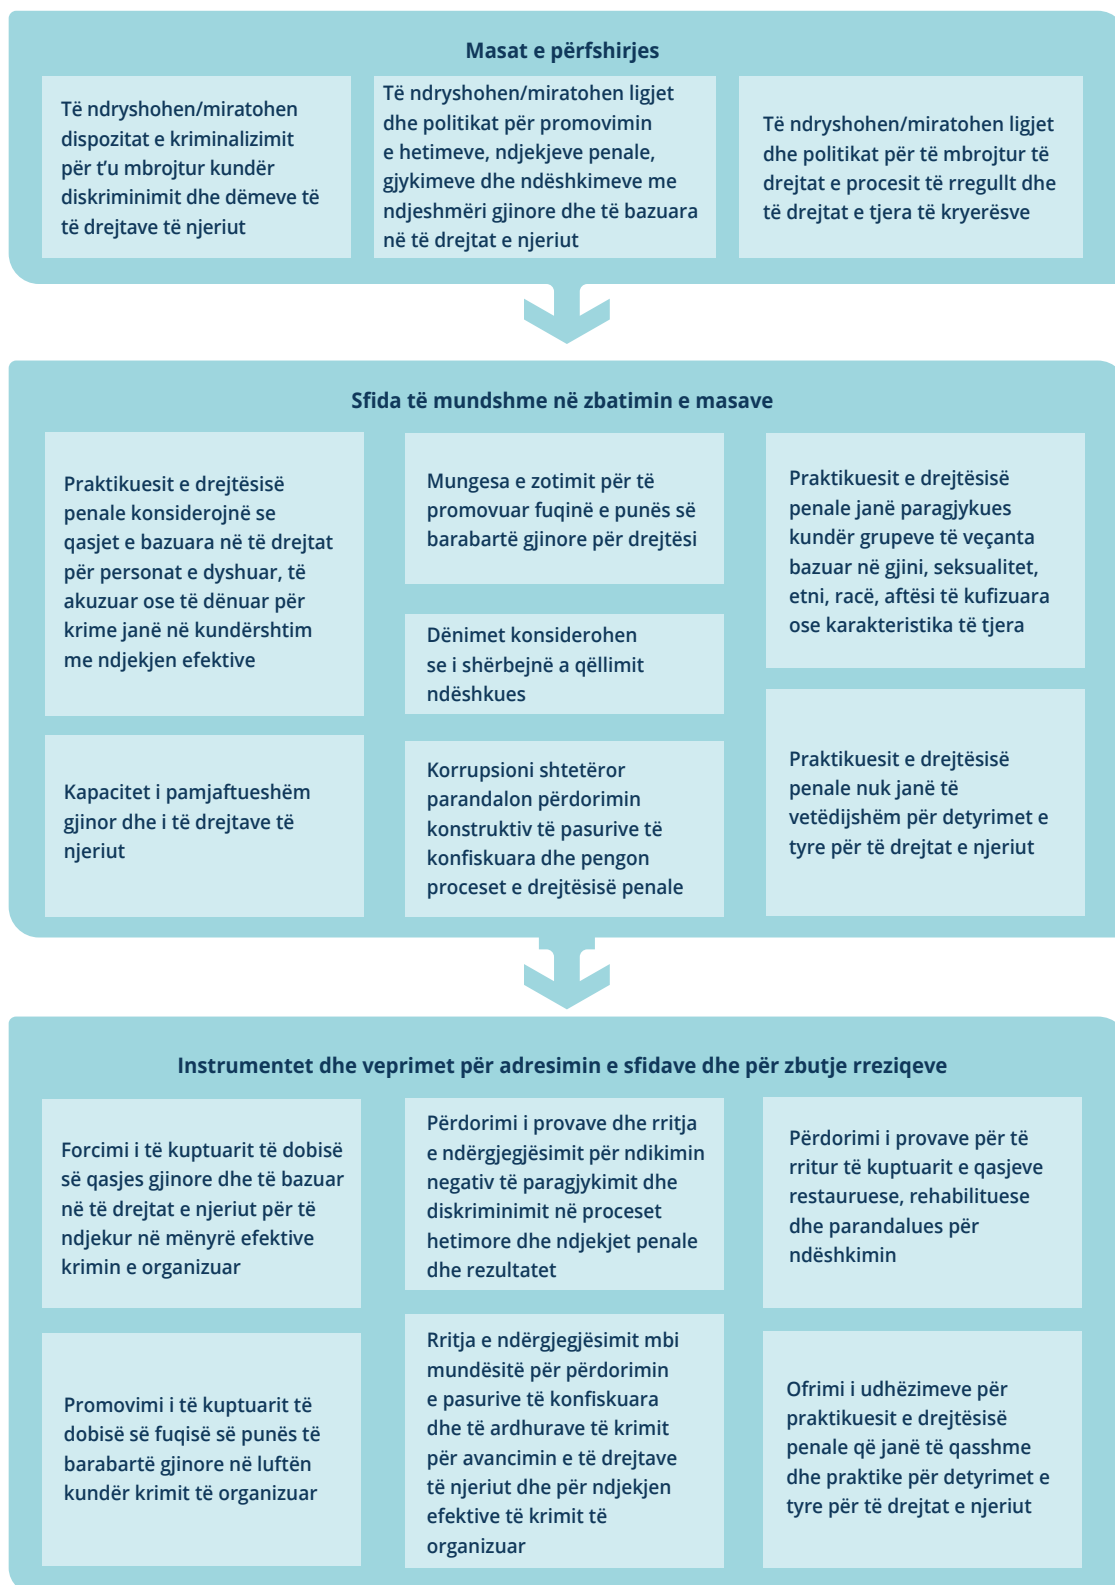 Masat e përfshirjes
Të ndryshohen/miratohen
dispozitat e kriminalizimit
për t'u mbrojtur kundër
diskriminimit dhe dëmeve të
të drejtave të njeriut
Të ndryshohen/miratohen ligjet
dhe politikat për promovimin
e hetimeve, ndjekjeve penale,
gjykimeve dhe ndëshkimeve me
ndjeshmëri gjinore dhe të bazuara
në të drejtat e njeriut
Të ndryshohen/miratohen ligjet
dhe politikat për të mbrojtur të
drejtat e procesit të rregullt dhe
të drejtat e tjera të kryerësve
Sfida të mundshme në zbatimin e masave
Praktikuesit e drejtësisë
penale konsiderojnë se
qasjet e bazuara në të drejtat
për personat e dyshuar, të
akuzuar ose të dënuar për
krime janë në kundërshtim
me ndjekjen efektive
Kapacitet i pamjaftueshëm
gjinor dhe i të drejtave të
njeriut
Mungesa e zotimit për të
promovuar fuqinë e punës së
barabartë gjinore për drejtësi
Dënimet konsiderohen
se i shërbejnë a qëllimit
ndëshkues
Korrupsioni shtetëror
parandalon përdorimin
konstruktiv të pasurive të
konfiskuara dhe pengon
proceset e drejtësisë penale
Praktikuesit e drejtësisë
penale janë paragjykues
kundër grupeve të veçanta
bazuar në gjini, seksualitet,
etni, racë, aftësi të kufizuara
ose karakteristika të tjera
Praktikuesit e drejtësisë
penale nuk janë të
vetëdijshëm për detyrimet e
tyre për të drejtat e njeriut
Instrumentet dhe veprimet për adresimin e sfidave dhe për zbutje rreziqeve
Forcimi i të kuptuarit të dobisë
së qasjes gjinore dhe të bazuar
në të drejtat e njeriut për të
ndjekur në mënyrë efektive
krimin e organizuar
Përdorimi i provave dhe rritja
e ndërgjegjësimit për ndikimin
negativ të paragjykimit dhe
diskriminimit në proceset
hetimore dhe ndjekjet penale
dhe rezultatet
Përdorimi i provave për të
rritur të kuptuarit e qasjeve
restauruese, rehabilituese
dhe parandalues për
ndëshkimin
Promovimi i të kuptuarit të
dobisë së fuqisë së punës të
barabartë gjinore në luftën
kundër krimit të organizuar
Rritja e ndërgjegjësimit mbi
mundësitë për përdorimin
e pasurive të konfiskuara
dhe të ardhurave të krimit
për avancimin e të drejtave
të njeriut dhe për ndjekjen
efektive të krimit të
organizuar
Ofrimi i udhëzimeve për
praktikuesit e drejtësisë
penale që janë të qasshme
dhe praktike për detyrimet e
tyre për të drejtat e njeriut